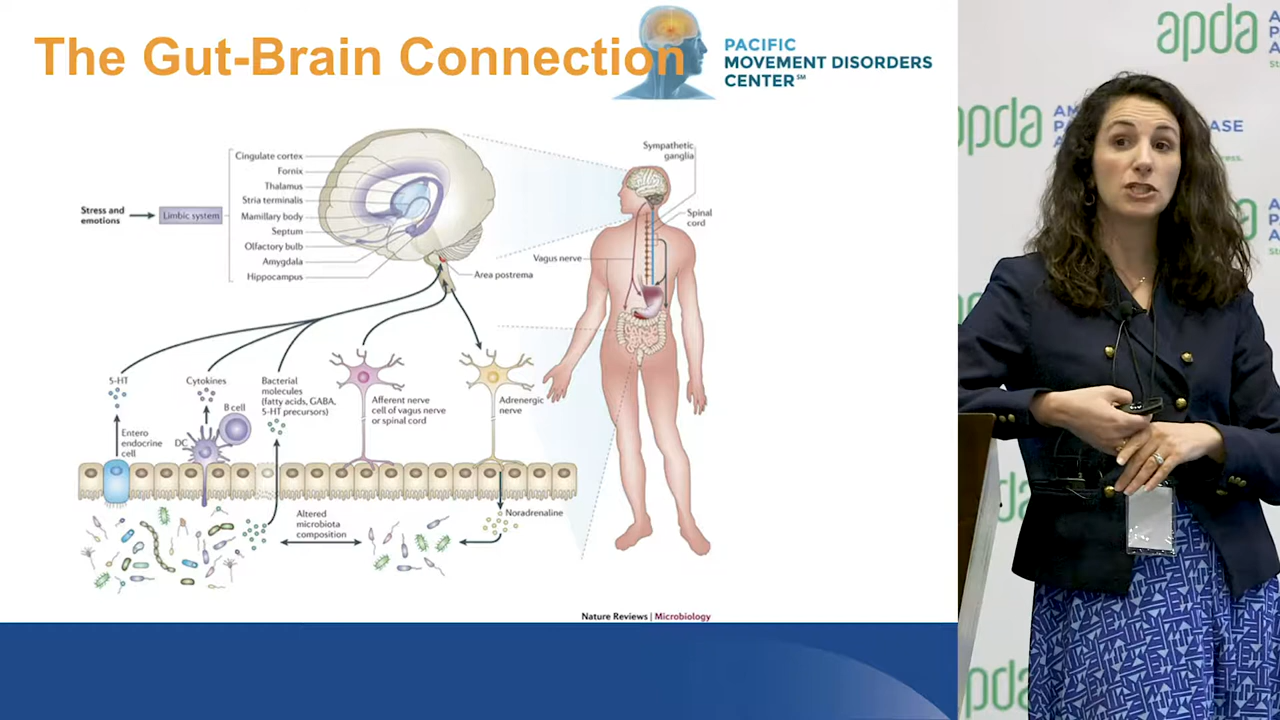 The Gut-Brain Connection
PACIFIC
MOVEMENT DISORDERS
CENTER℠
Cingulate cortex
Fornix
Thalamus
Stria terminalis
Mamillary body
Septum
Olfactory bulb
Amygdala
Hippocampus
Stress and
emotions
Limbic system
Area postrema
Sympathetic
ganglia
Spinal
cord
Vagus nerve
5-HT
Cytokines
Bacterial
molecules
(fatty acids, GABA,
5-HT precursors)
B cell
DC
Entero
endocrine
cell
Afferent nerve
cell of vagus nerve
or spinal cord
Adrenergic
nerve
Altered
microbiota
composition
Noradrenaline
Nature Reviews | Microbiology
apda
apda